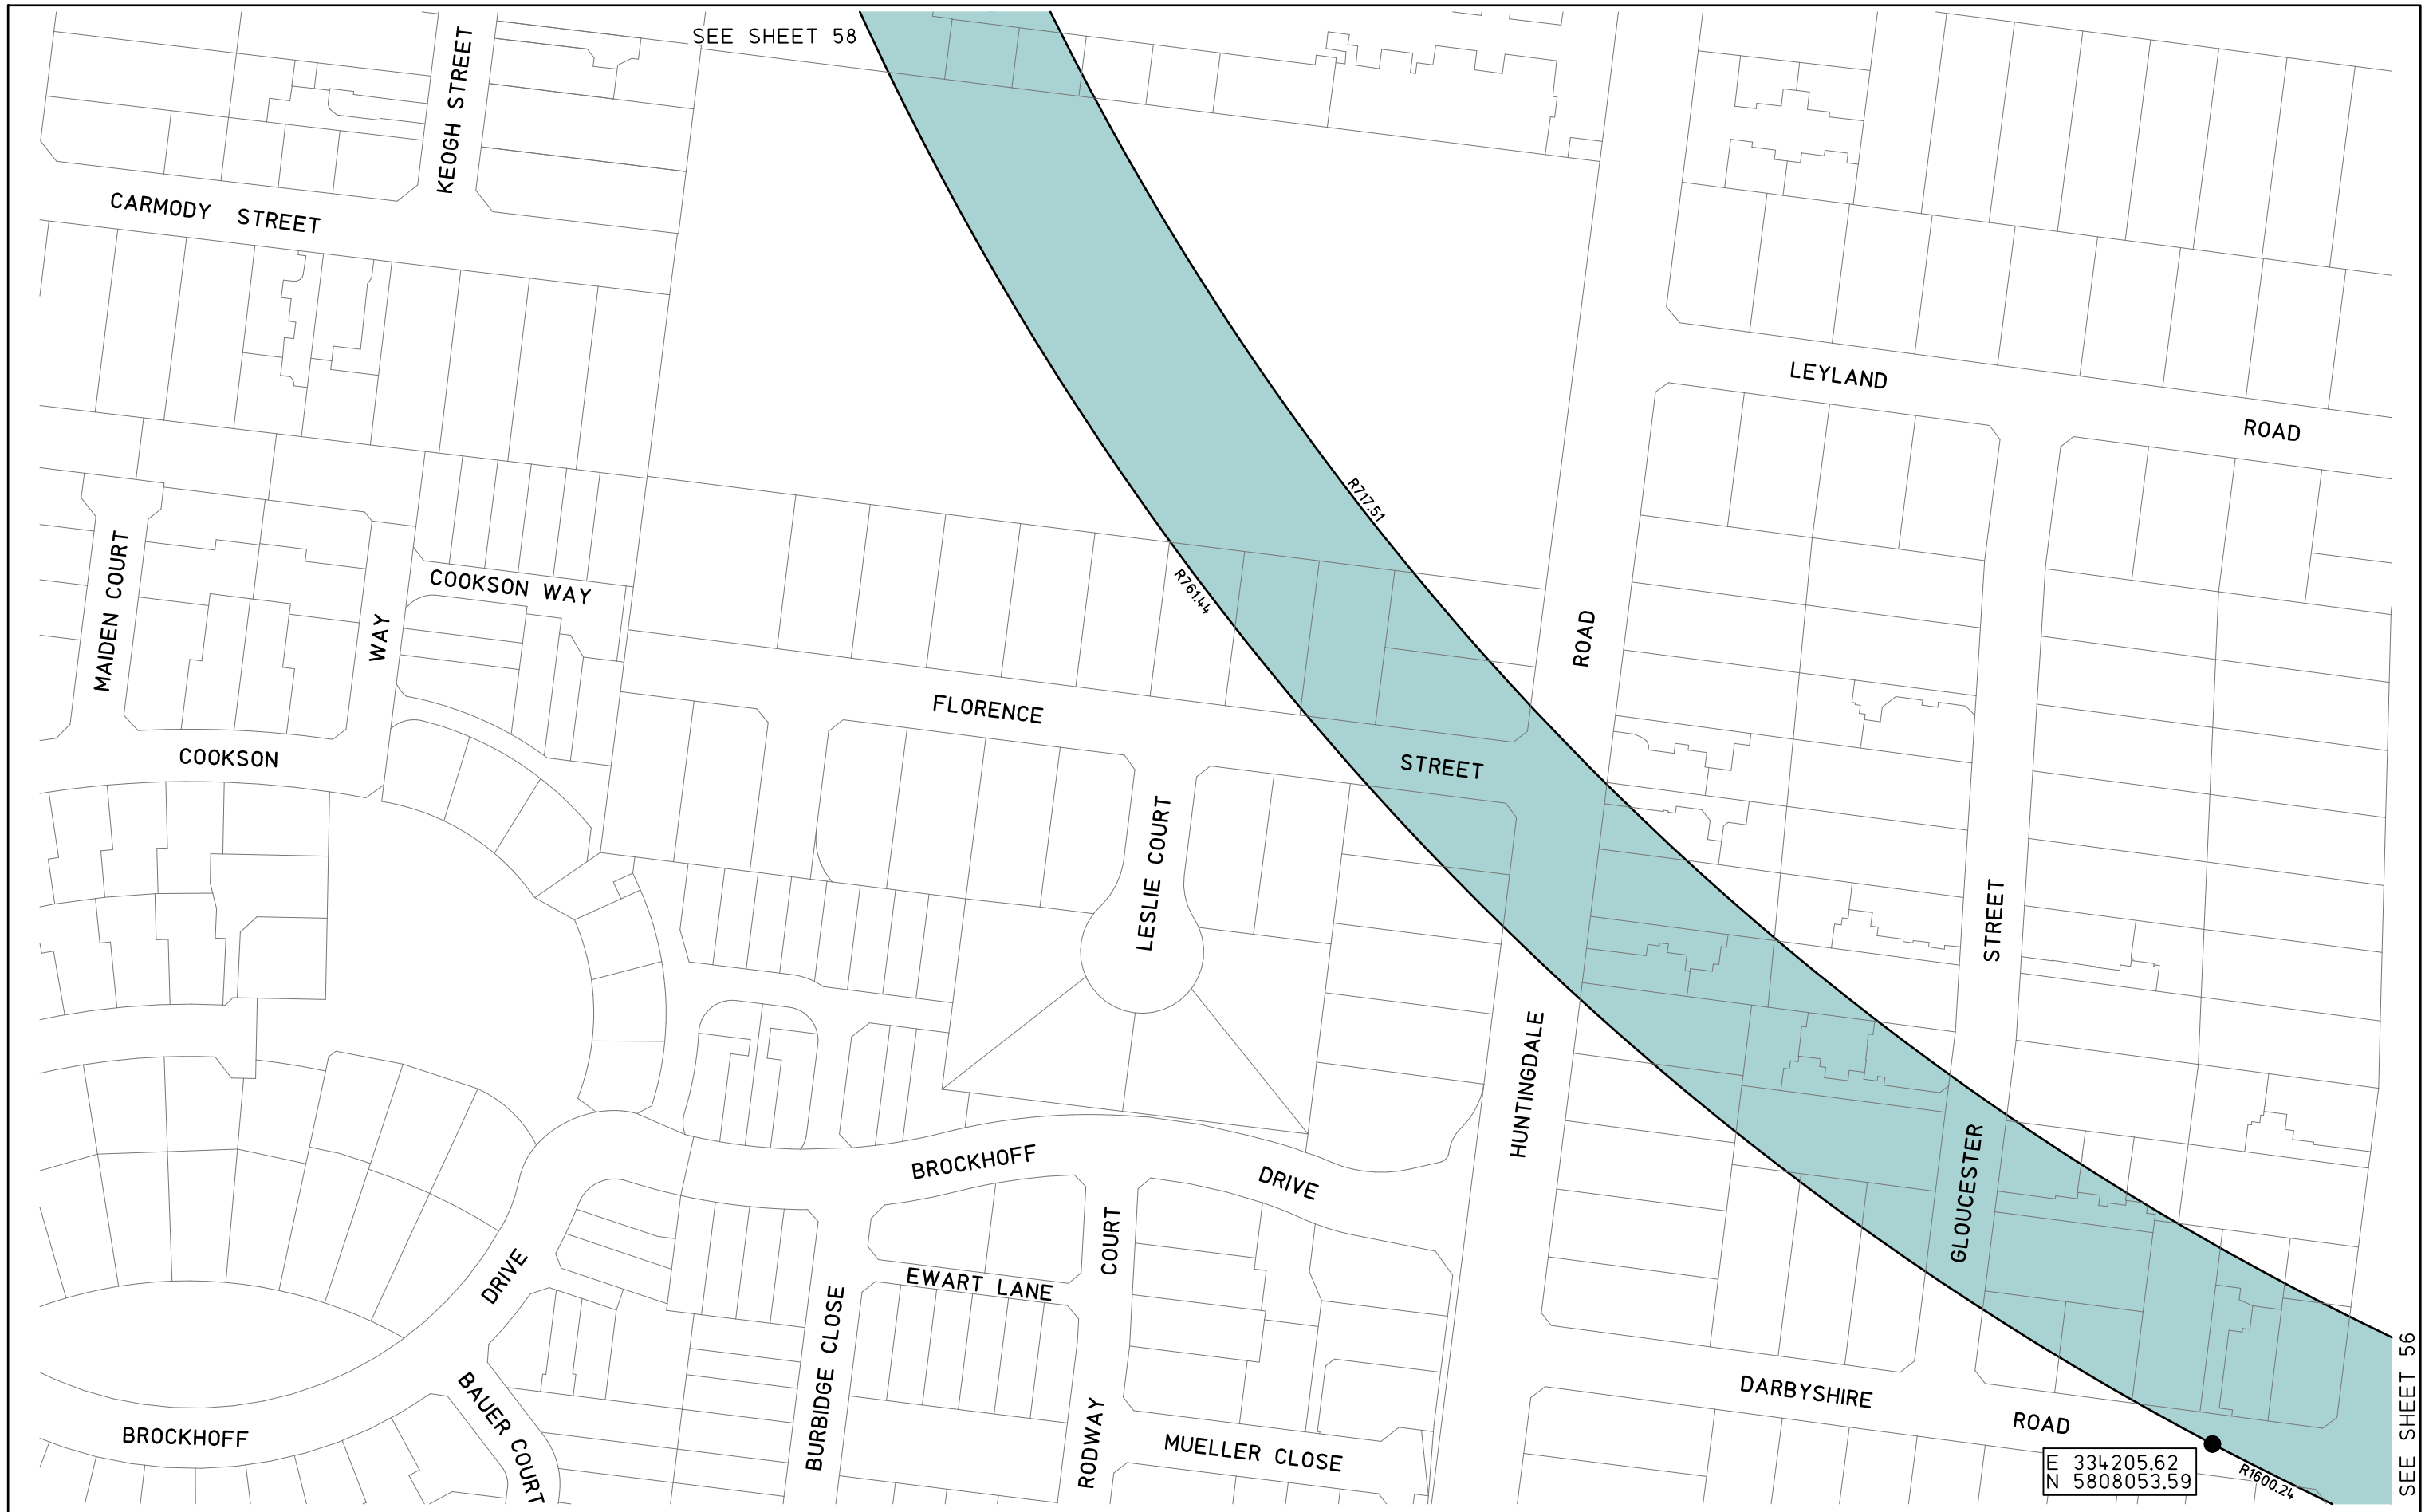 SEE SHEET 58
KEOGH STREET
CARMODY STREET
LEYLAND
ROAD
R717.51
R761.44
MAIDEN COURT
COOKSON WAY
WAY
ROAD
FLORENCE
STREET
COOKSON
LESLIE COURT
STREET
HUNTINGDALE
GLOUCESTER
BROCKHOFF
DRIVE
COURT
DRIVE
EWART LANE
BURBIDGE CLOSE
BAUER COURT
BROCKHOFF
RODWAY
MUELLER CLOSE
DARBYSHIRE
ROAD
E 334205.62
N 5808053.59
R1600.24
SEE SHEET 56